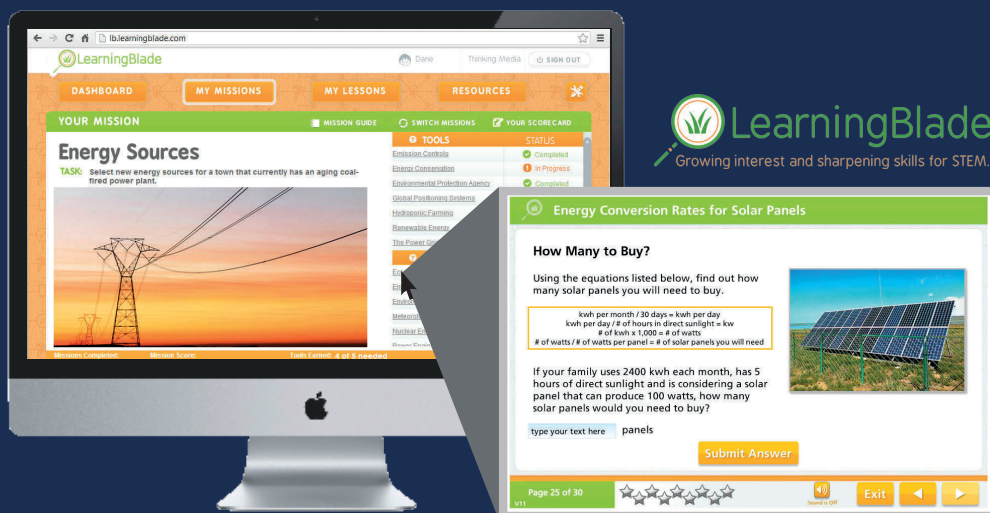 lb.learningblade.com
LearningBlade
Dane
Thinking Media
SIGN OUT
DASHBOARD
MY MISSIONS
MY LESSONS
RESOURCES
YOUR MISSION
MISSION GUIDE
SWITCH MISSIONS
YOUR SCORECARD
Energy Sources
TASK: Select new energy sources for a town that currently has an aging coal-
fired power plant.
TOOLS
STATUS
Emission Controls
Completed
Energy Conservation
In Progress
Environmental Protection Agency
Completed
Global Positioning Systems
Hydroponic Farming
Renewable Energy
The Power
Nuclear
Power
Missions Completed:
Mission Score:
Tools Earned: 4 of 6 needed
LearningBlade
Growing interest and sharpening skills for STEM.
Energy Conversion Rates for Solar Panels
How Many to Buy?
Using the equations listed below, find out how
many solar panels you will need to buy.
kwh per month / 30 days = kwh per day
kwh per day / # of hours in direct sunlight = kw
# of kwh x 1,000 = # of watts
# of watts / # of watts per panel = # of solar panels you will need
If your family uses 2400 kwh each month, has 5
hours of direct sunlight and is considering a solar
panel that can produce 100 watts, how many
solar panels would you need to buy?
type your text here panels
Submit Answer
Page 25 of 30
V11
Sound is Off
Exit